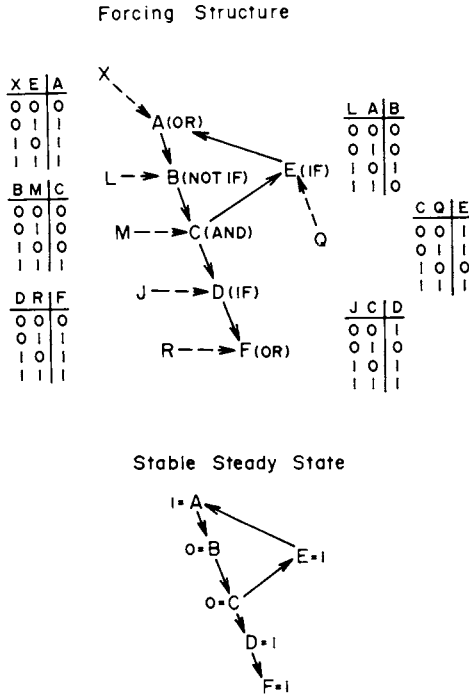 Forcing Structure
X
X E A
0 0 0
0 1 1
1 0 1
1 1 1
A(OR)
L A B
0 0 0
0 1 0
1 0 1
1 1 0
L
B(NOT IF)
E(IF)
B M C
0 0 0
0 1 0
1 0 0
1 1 1
M
C(AND)
Q
C Q E
0 0 1
0 1 1
1 0 0
1 1 1
J
D(IF)
D R F
0 0 0
0 1 1
1 0 1
1 1 1
J C D
0 0 1
0 1 0
1 0 1
1 1 1
R
F(OR)
Stable Steady State
1=A
0=B
E=1
0=C
D=1
F=1